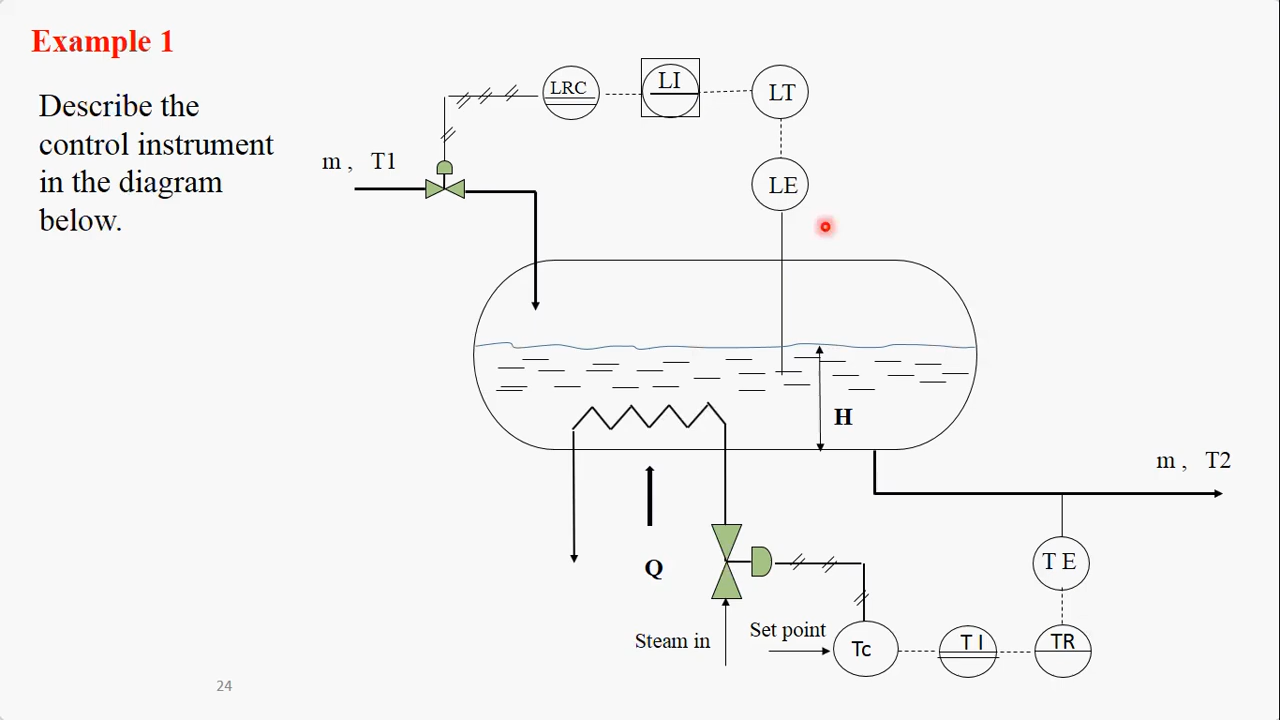 Example 1
Describe the
control instrument
in the diagram
below.
LRC
LI
LT
m , T1
LE
H
m , T2
T E
Q
Set point
Steam in
Tc
T I
TR
24